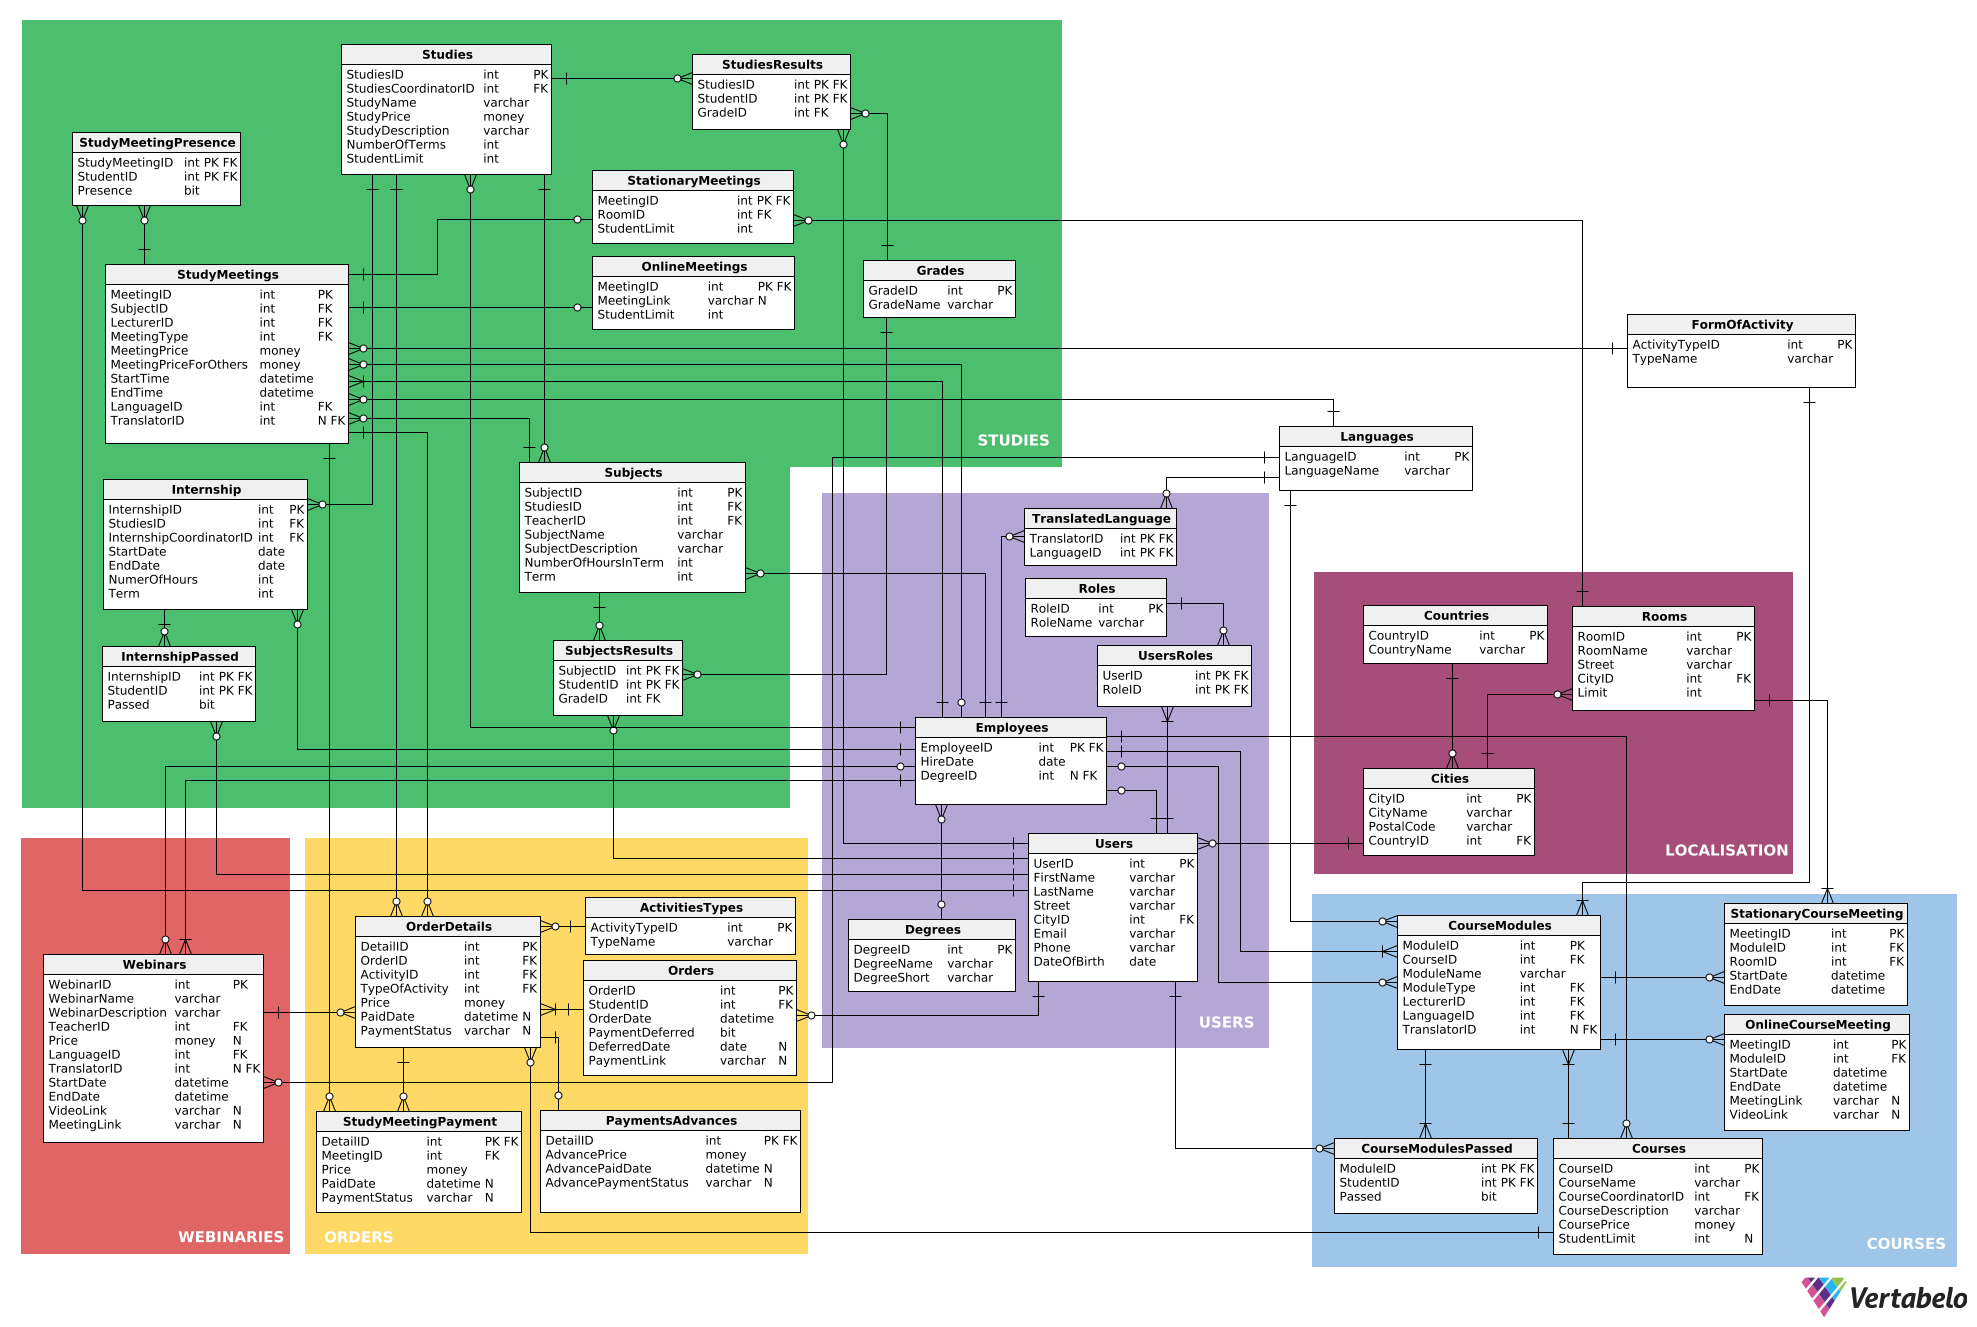 Studies
StudiesID int PK
StudiesCoordinatorID int FK
StudyName varchar
StudyPrice money
StudyDescription varchar
NumberOfTerms int
StudentLimit int
StudiesResults
StudiesID int PK FK
StudentID int PK FK
GradeID int FK
StudyMeetingPresence
StudyMeetingID int PK FK
StudentID int PK FK
Presence bit
StationaryMeetings
MeetingID int PK FK
RoomID int FK
StudentLimit int
OnlineMeetings
MeetingID int PK FK
MeetingLink varchar N
StudentLimit int
Grades
GradeID int PK
GradeName varchar
StudyMeetings
MeetingID int PK
SubjectID int FK
LecturerID int FK
MeetingType int FK
MeetingPrice money
MeetingPriceForOthers money
StartTime datetime
EndTime datetime
LanguageID int FK
TranslatorID int N FK
FormOfActivity
ActivityTypeID int PK
TypeName varchar
STUDIES
Languages
LanguageID int PK
LanguageName varchar
Internship
InternshipID int PK
StudiesID int FK
InternshipCoordinatorID int FK
StartDate date
EndDate date
NumerOfHours int
Term int
Subjects
SubjectID int PK
StudiesID int FK
TeacherID int FK
SubjectName varchar
SubjectDescription varchar
NumberOfHoursInTerm int
Term int
TranslatedLanguage
TranslatorID int PK FK
LanguageID int PK FK
Roles
RoleID int PK
RoleName varchar
Countries
CountryID int PK
CountryName varchar
Rooms
RoomID int PK
RoomName varchar
Street varchar
CityID int FK
Limit int
InternshipPassed
InternshipID int PK FK
StudentID int PK FK
Passed bit
SubjectsResults
SubjectID int PK FK
StudentID int PK FK
GradeID int FK
UsersRoles
UserID int PK FK
RoleID int PK FK
Employees
EmployeeID int PK FK
HireDate date
DegreeID int N FK
Cities
CityID int PK
CityName varchar
PostalCode varchar
CountryID int FK
LOCALISATION
Users
UserID int PK
FirstName varchar
LastName varchar
Street varchar
CityID int FK
Email varchar
Phone varchar
DateOfBirth date
Degrees
DegreeID int PK
DegreeName varchar
DegreeShort varchar
USERS
OrderDetails
DetailID int PK
OrderID int FK
ActivityID int FK
TypeOfActivity int FK
Price money
PaidDate datetime N
PaymentStatus varchar N
ActivitiesTypes
ActivityTypeID int PK
TypeName varchar
Orders
OrderID int PK
StudentID int FK
OrderDate datetime
PaymentDeferred bit
DeferredDate date N
PaymentLink varchar N
Webinars
WebinarID int PK
WebinarName varchar
WebinarDescription varchar
TeacherID int FK
Price money N
LanguageID int FK
TranslatorID int N FK
StartDate datetime
EndDate datetime
VideoLink varchar N
MeetingLink varchar N
WEBINARIES
StudyMeetingPayment
DetailID int PK FK
MeetingID int FK
Price money
PaidDate datetime N
PaymentStatus varchar N
PaymentsAdvances
DetailID int PK FK
AdvancePrice money
AdvancePaidDate datetime N
AdvancePaymentStatus varchar N
ORDERS
CourseModules
ModuleID int PK
CourseID int FK
ModuleName varchar
ModuleType int FK
LecturerID int FK
LanguageID int FK
TranslatorID int N FK
StationaryCourseMeeting
MeetingID int PK
ModuleID int FK
RoomID int FK
StartDate datetime
EndDate datetime
OnlineCourseMeeting
MeetingID int PK
ModuleID int FK
StartDate datetime
EndDate datetime
MeetingLink varchar N
VideoLink varchar N
CourseModulesPassed
ModuleID int PK FK
StudentID int PK FK
Passed bit
Courses
CourseID int PK
CourseName varchar
CourseCoordinatorID int FK
CourseDescription varchar
CoursePrice money
StudentLimit int N
COURSES
Vertabelo